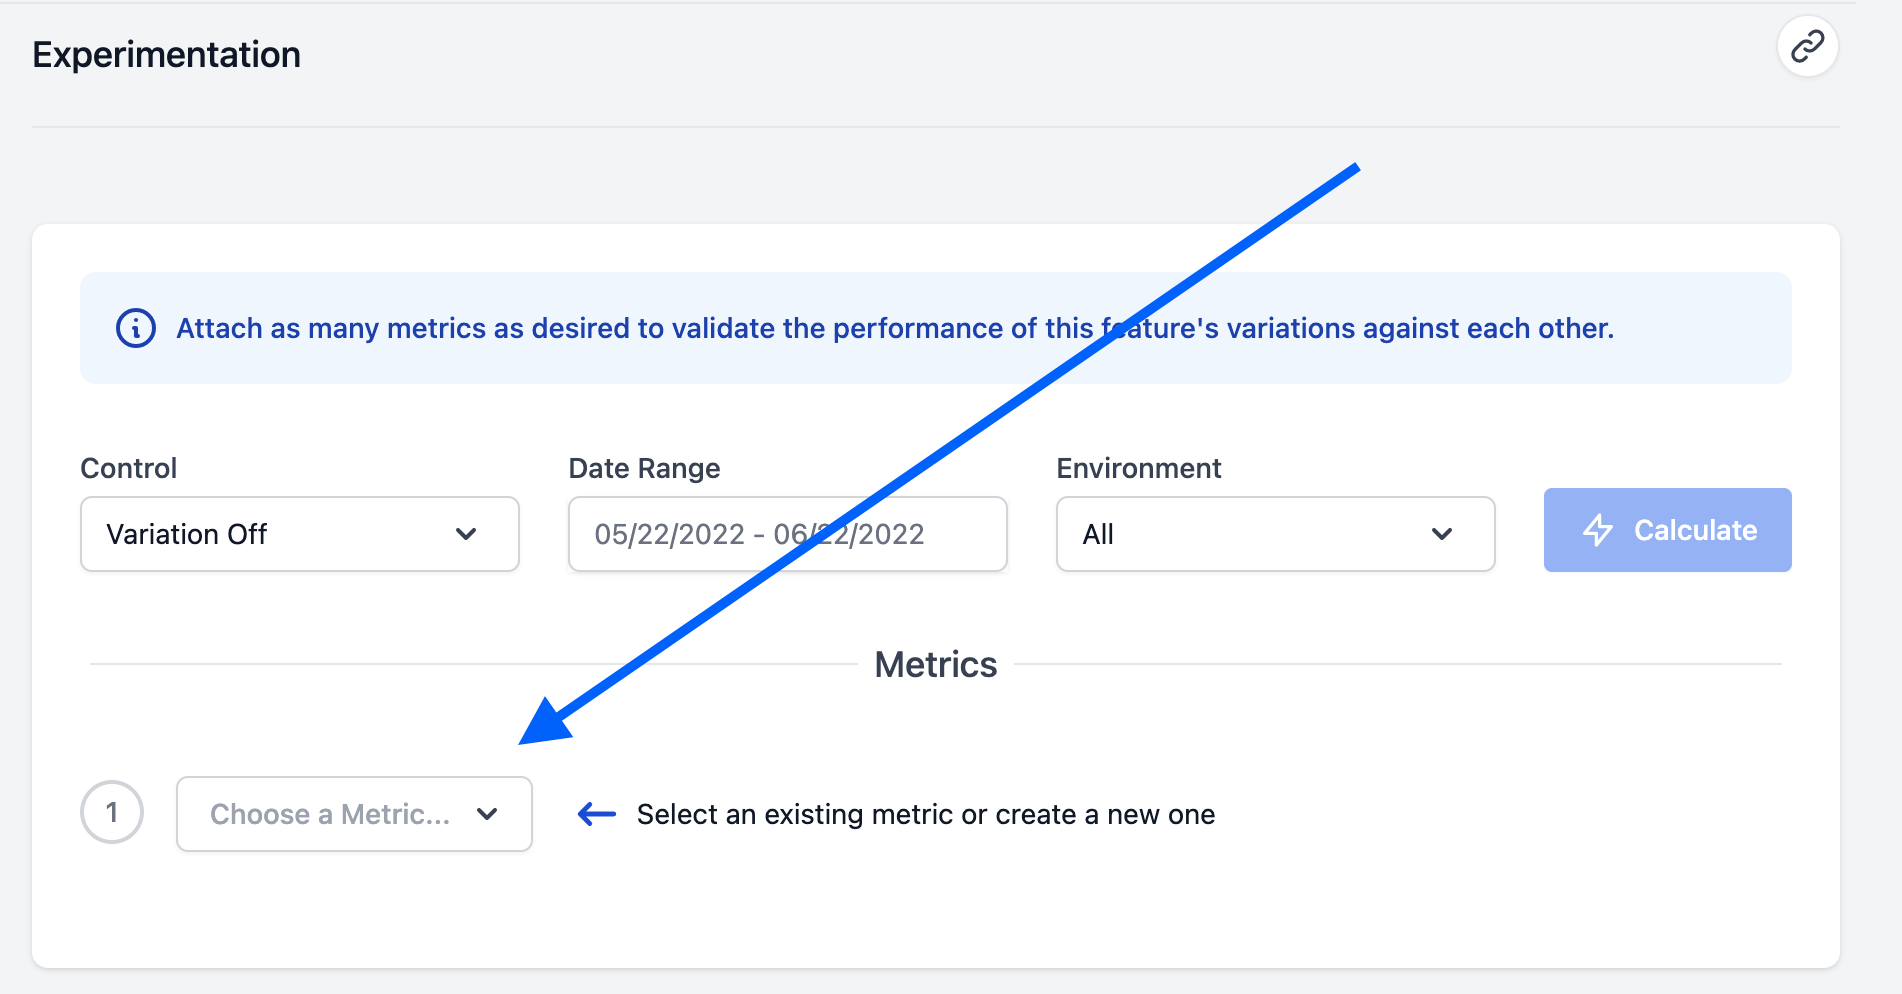 Experimentation
Attach as many metrics as desired to validate the performance of this feature's variations against each other.
Control
Date Range
Environment
Variation Off
05/22/2022 - 06/22/2022
All
Calculate
Metrics
1
Choose a Metric...
Select an existing metric or create a new one